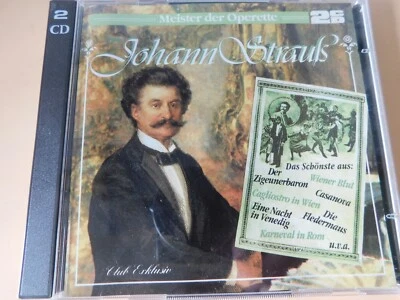 2
CD
Meister der Operette
2CD
Johann Strauß
Das Schönste aus:
Der Zigeunerbaron
Wiener Blut
Casanova
Cagliostro in Wien
Eine Nacht in Venedig
Die Fledermaus
Karneval in Rom
u.v.a.
Club Exklusiv